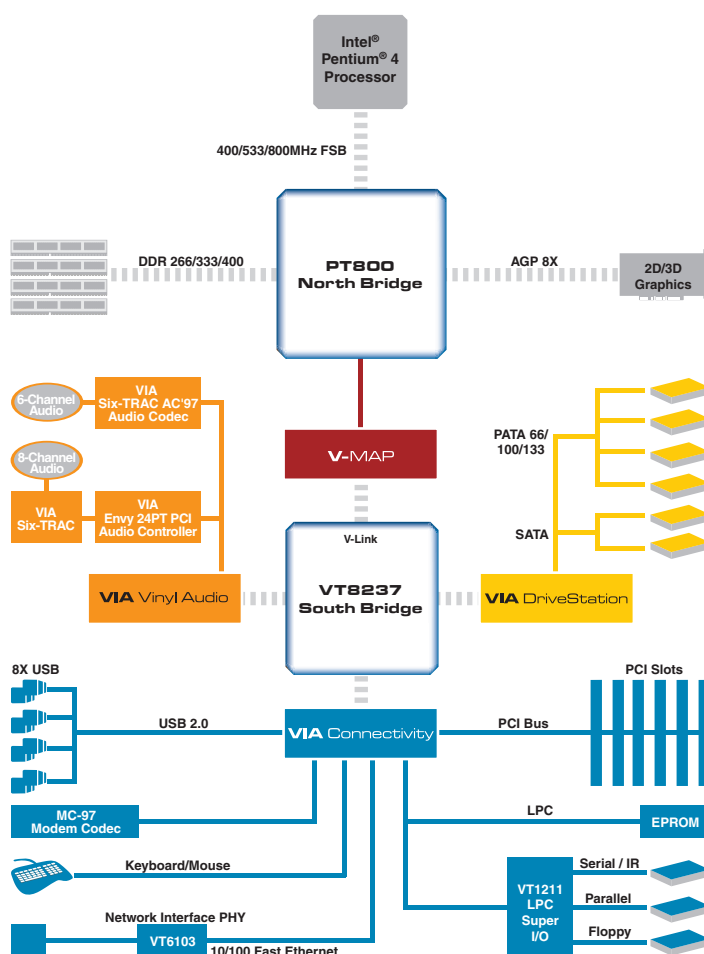 Intel®
Pentium® 4
Processor
400/533/800MHz FSB
DDR 266/333/400
PT800
North Bridge
AGP 8X
2D/3D
Graphics
6-Channel
Audio
VIA
Six-TRAC AC'97
Audio Codec
8-Channel
Audio
VIA
Six-TRAC
VIA
Envy 24PT PCI
Audio Controller
V-MAP
PATA 66/
100/133
SATA
V-Link
VT8237
South Bridge
VIA Vinyl Audio
VIA DriveStation
8X USB
USB 2.0
VIA Connectivity
PCI Bus
PCI Slots
MC-97
Modem Codec
LPC
EPROM
Keyboard/Mouse
VT1211
LPC
Super
I/O
Serial / IR
Parallel
Floppy
Network Interface PHY
VT6103
10/100 Fast Ethernet